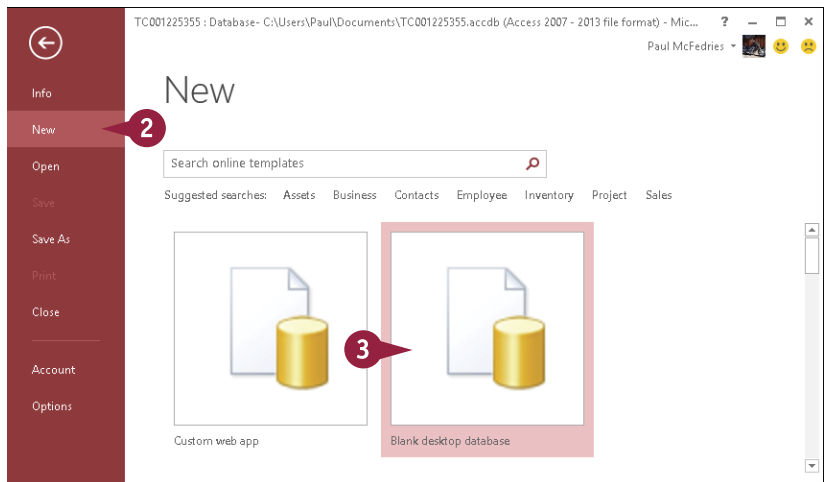 TC001225355 : Database- C:\Users\Paul\Documents\TC001225355.accdb (Access 2007 - 2013 file format) - Mic... ?
Paul McFedries
New
Info
New
2
Open
Save
Save As
Print
Close
Account
Options
Search online templates
Suggested searches: Assets Business Contacts Employee Inventory Project Sales
3
Custom web app
Blank desktop database